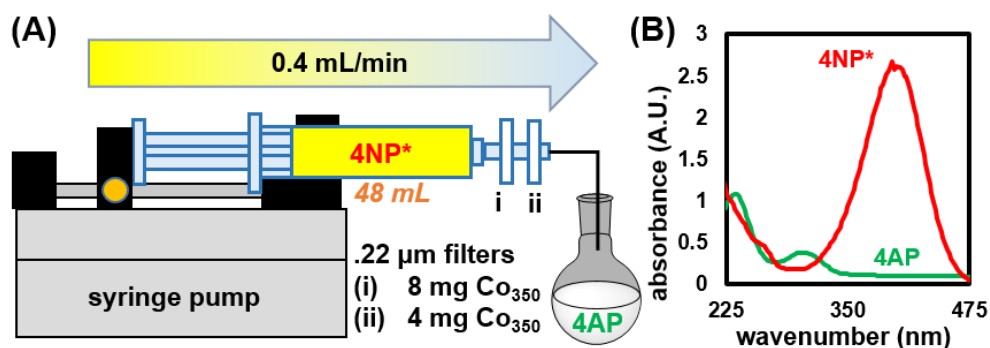 (A)
0.4 mL/min
4NP*
48 mL
i ii
.22 µm filters
(i) 8 mg Co350
(ii) 4 mg Co350
syringe pump
4AP
(B)
absorbance (A.U.)
3
2.5
2
1.5
1
0.5
0
4NP*
4AP
225 350 475
wavenumber (nm)